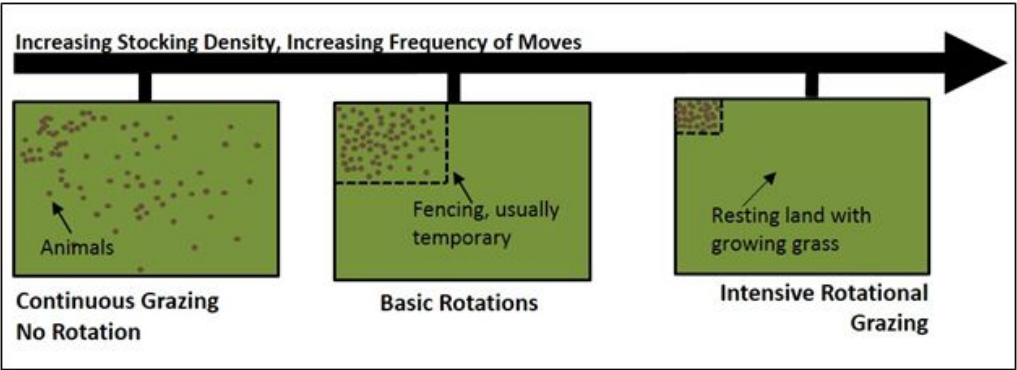 Increasing Stocking Density, Increasing Frequency of Moves
Animals
Fencing, usually
temporary
Resting land with
growing grass
Continuous Grazing
No Rotation
Basic Rotations
Intensive Rotational
Grazing